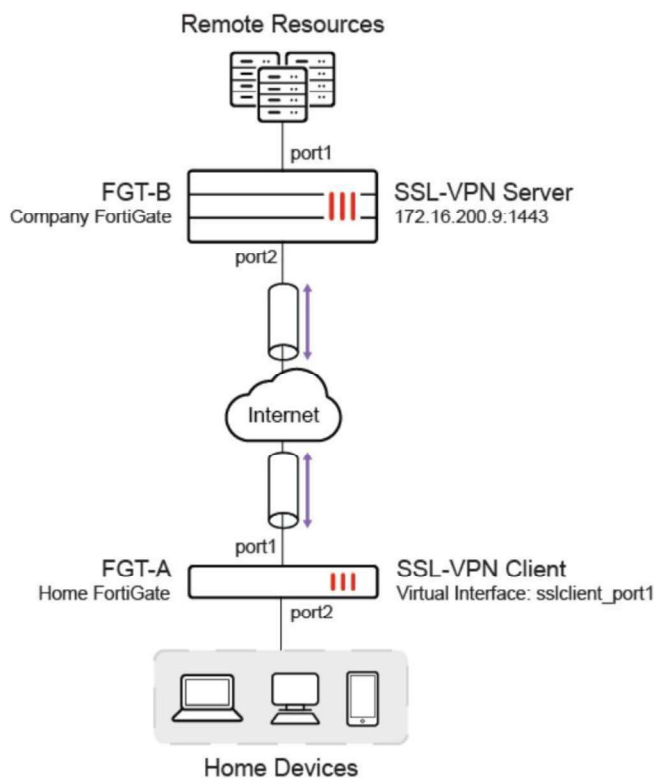 Remote Resources
port1
FGT-B
Company FortiGate
SSL-VPN Server
172.16.200.9:1443
port2
Internet
port1
FGT-A
Home FortiGate
SSL-VPN Client
Virtual Interface: sslclient_port1
port2
Home Devices